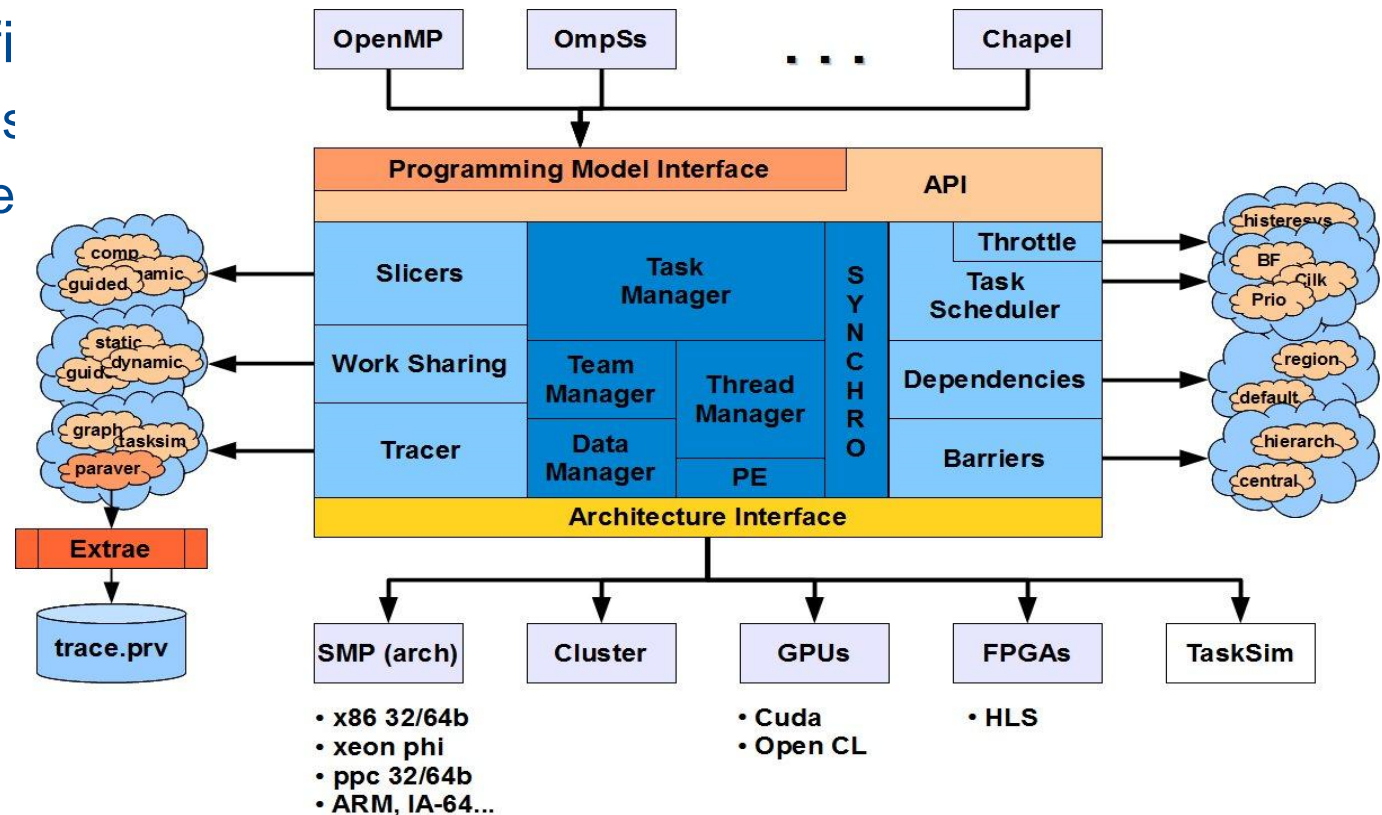 OpenMP
OmpSs
. . .
Chapel
Programming Model Interface
API
Slicers
Work Sharing
Tracer
Task
Manager
Team
Manager
Data
Manager
Thread
Manager
PE
S
Y
N
C
H
R
O
Throttle
Task
Scheduler
Dependencies
Barriers
Architecture Interface
comp
guided
static
dynamic
graph
tasksim
paraver
Extrae
trace.prv
histeresys
BF
Cilk
Prio
region
default
hierarch
central
SMP (arch)
Cluster
GPUs
FPGAs
TaskSim
• x86 32/64b
• xeon phi
• ppc 32/64b
• ARM, IA-64...
• Cuda
• Open CL
• HLS